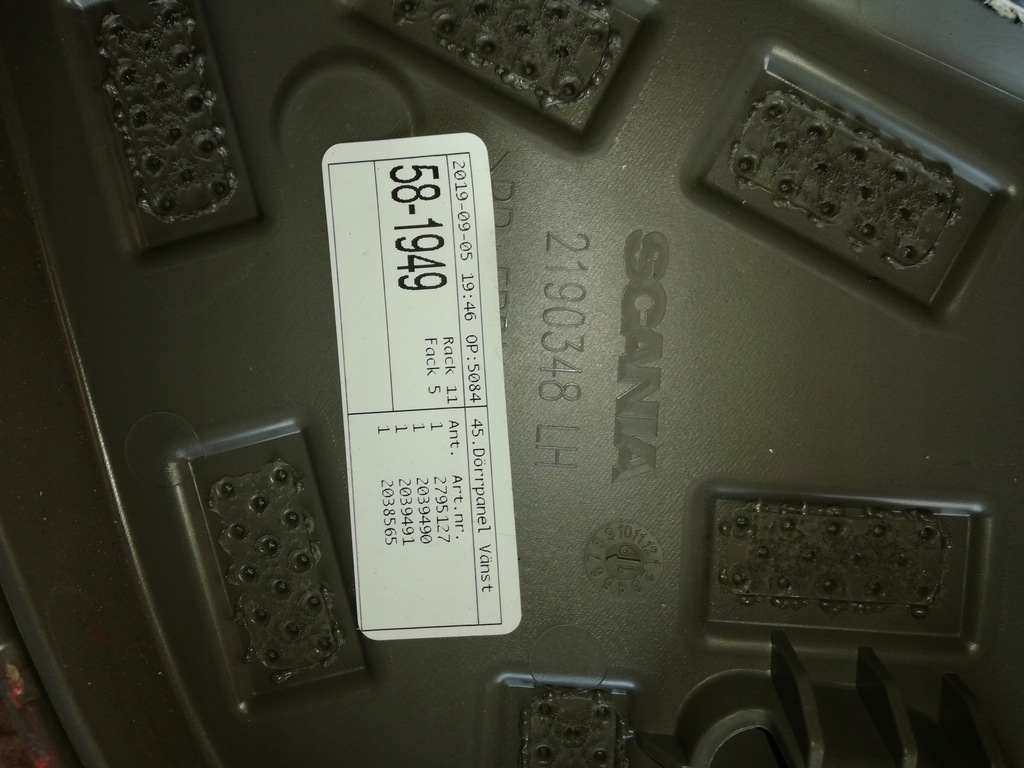 2019-09-05 19:46 OP:5084 45.Dörrpanel Vänst
58-1949
Rack 11
Fack 5
Ant. Art.nr.
1 2795127
1 2039490
1 2039491
1 2038565
SCANIA
2190348 LH